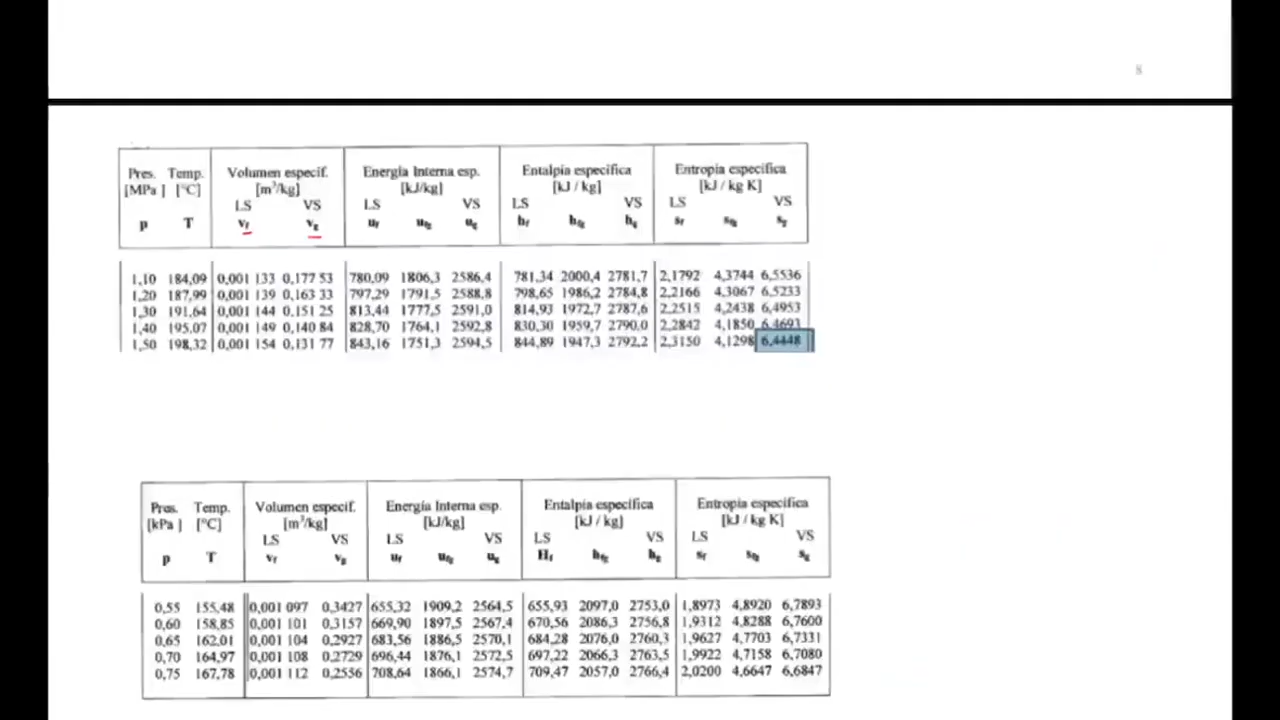 8
Pres. Temp. Volumen especif. Energía Interna esp. Entalpía específica Entropía específica
[MPa ] [°C] [m³/kg] [kJ/kg] [kJ / kg] [kJ / kg K]
LS VS LS VS LS VS LS VS
p T vf vg uf ufg ug hf hfg hg sf sfg sg
1,10 184,09 0,001 133 0,177 53 780,09 1806,3 2586,4 781,34 2000,4 2781,7 2,1792 4,3744 6,5536
1,20 187,99 0,001 139 0,163 33 797,29 1791,5 2588,8 798,65 1986,2 2784,8 2,2166 4,3067 6,5233
1,30 191,64 0,001 144 0,151 25 813,44 1777,5 2591,0 814,93 1972,7 2787,6 2,2515 4,2438 6,4953
1,40 195,07 0,001 149 0,140 84 828,70 1764,1 2592,8 830,30 1959,7 2790,0 2,2842 4,1850 6,4693
1,50 198,32 0,001 154 0,131 77 843,16 1751,3 2594,5 844,89 1947,3 2792,2 2,3150 4,1298 6,4448
Pres. Temp. Volumen especif. Energía Interna esp. Entalpía específica Entropía específica
[kPa ] [°C] [m³/kg] [kJ/kg] [kJ / kg] [kJ / kg K]
LS VS LS VS LS VS LS VS
p T vf vg uf ufg ug Hf hfg hg sf sfg sg
0,55 155,48 0,001 097 0,3427 655,32 1909,2 2564,5 655,93 2097,0 2753,0 1,8973 4,8920 6,7893
0,60 158,85 0,001 101 0,3157 669,90 1897,5 2567,4 670,56 2086,3 2756,8 1,9312 4,8288 6,7600
0,65 162,01 0,001 104 0,2927 683,56 1886,5 2570,1 684,28 2076,0 2760,3 1,9627 4,7703 6,7331
0,70 164,97 0,001 108 0,2729 696,44 1876,1 2572,5 697,22 2066,3 2763,5 1,9922 4,7158 6,7080
0,75 167,78 0,001 112 0,2556 708,64 1866,1 2574,7 709,47 2057,0 2766,4 2,0200 4,6647 6,6847